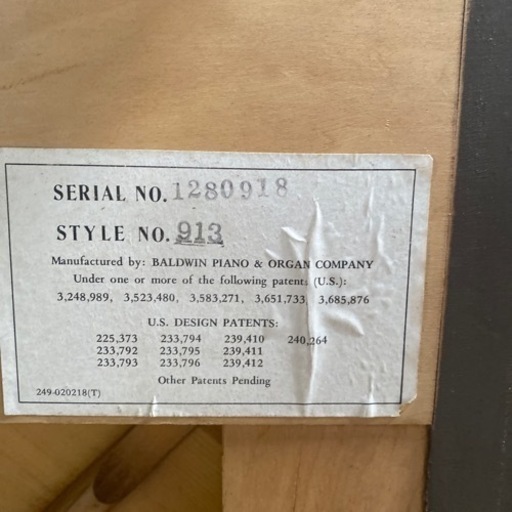 SERIAL NO. 1280918
STYLE NO. 913
Manufactured by: BALDWIN PIANO & ORGAN COMPANY
Under one or more of the following patents (U.S.):
3,248,989, 3,523,480, 3,583,271, 3,651,733, 3,685,876
U.S. DESIGN PATENTS:
225,373 233,794 239,410 240,264
233,792 233,795 239,411
233,793 233,796 239,412
Other Patents Pending
249-020218(T)